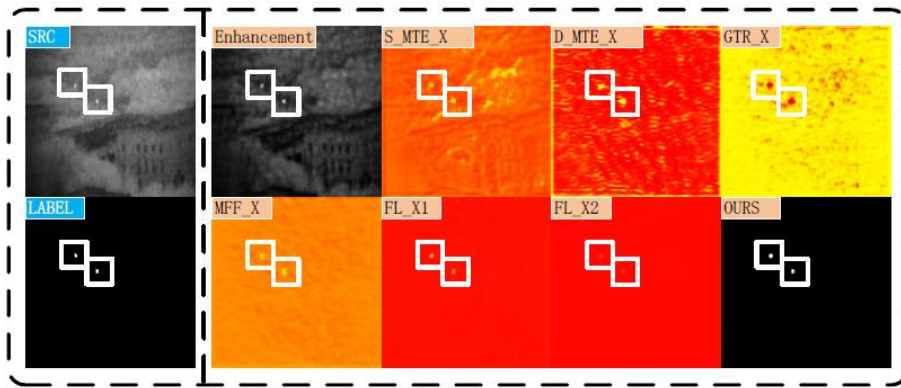 SRC
Enhancement
S_MTE_X
D_MTE_X
GTR_X
LABEL
MFF_X
FL_X1
FL_X2
OURS